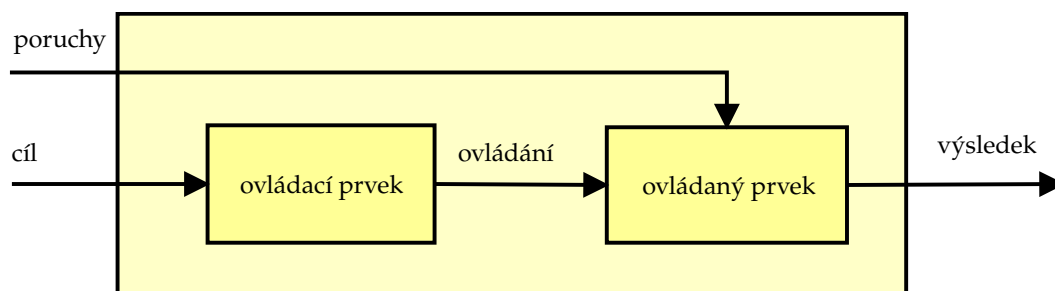 poruchy
cíl
ovládací prvek
ovládání
ovládaný prvek
výsledek